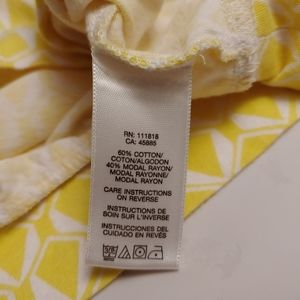 RN: 111818
CA: 45885
60% COTTON/
COTON/ALGODON
40% MODAL RAYON/
MODAL RAYONNE/
MODAL RAYON
CARE INSTRUCTIONS
ON REVERSE
INSTRUCTIONS DE
SOIN SUR L'INVERSE
INSTRUCCIONES DEL
CUIDADO EN REVÉS